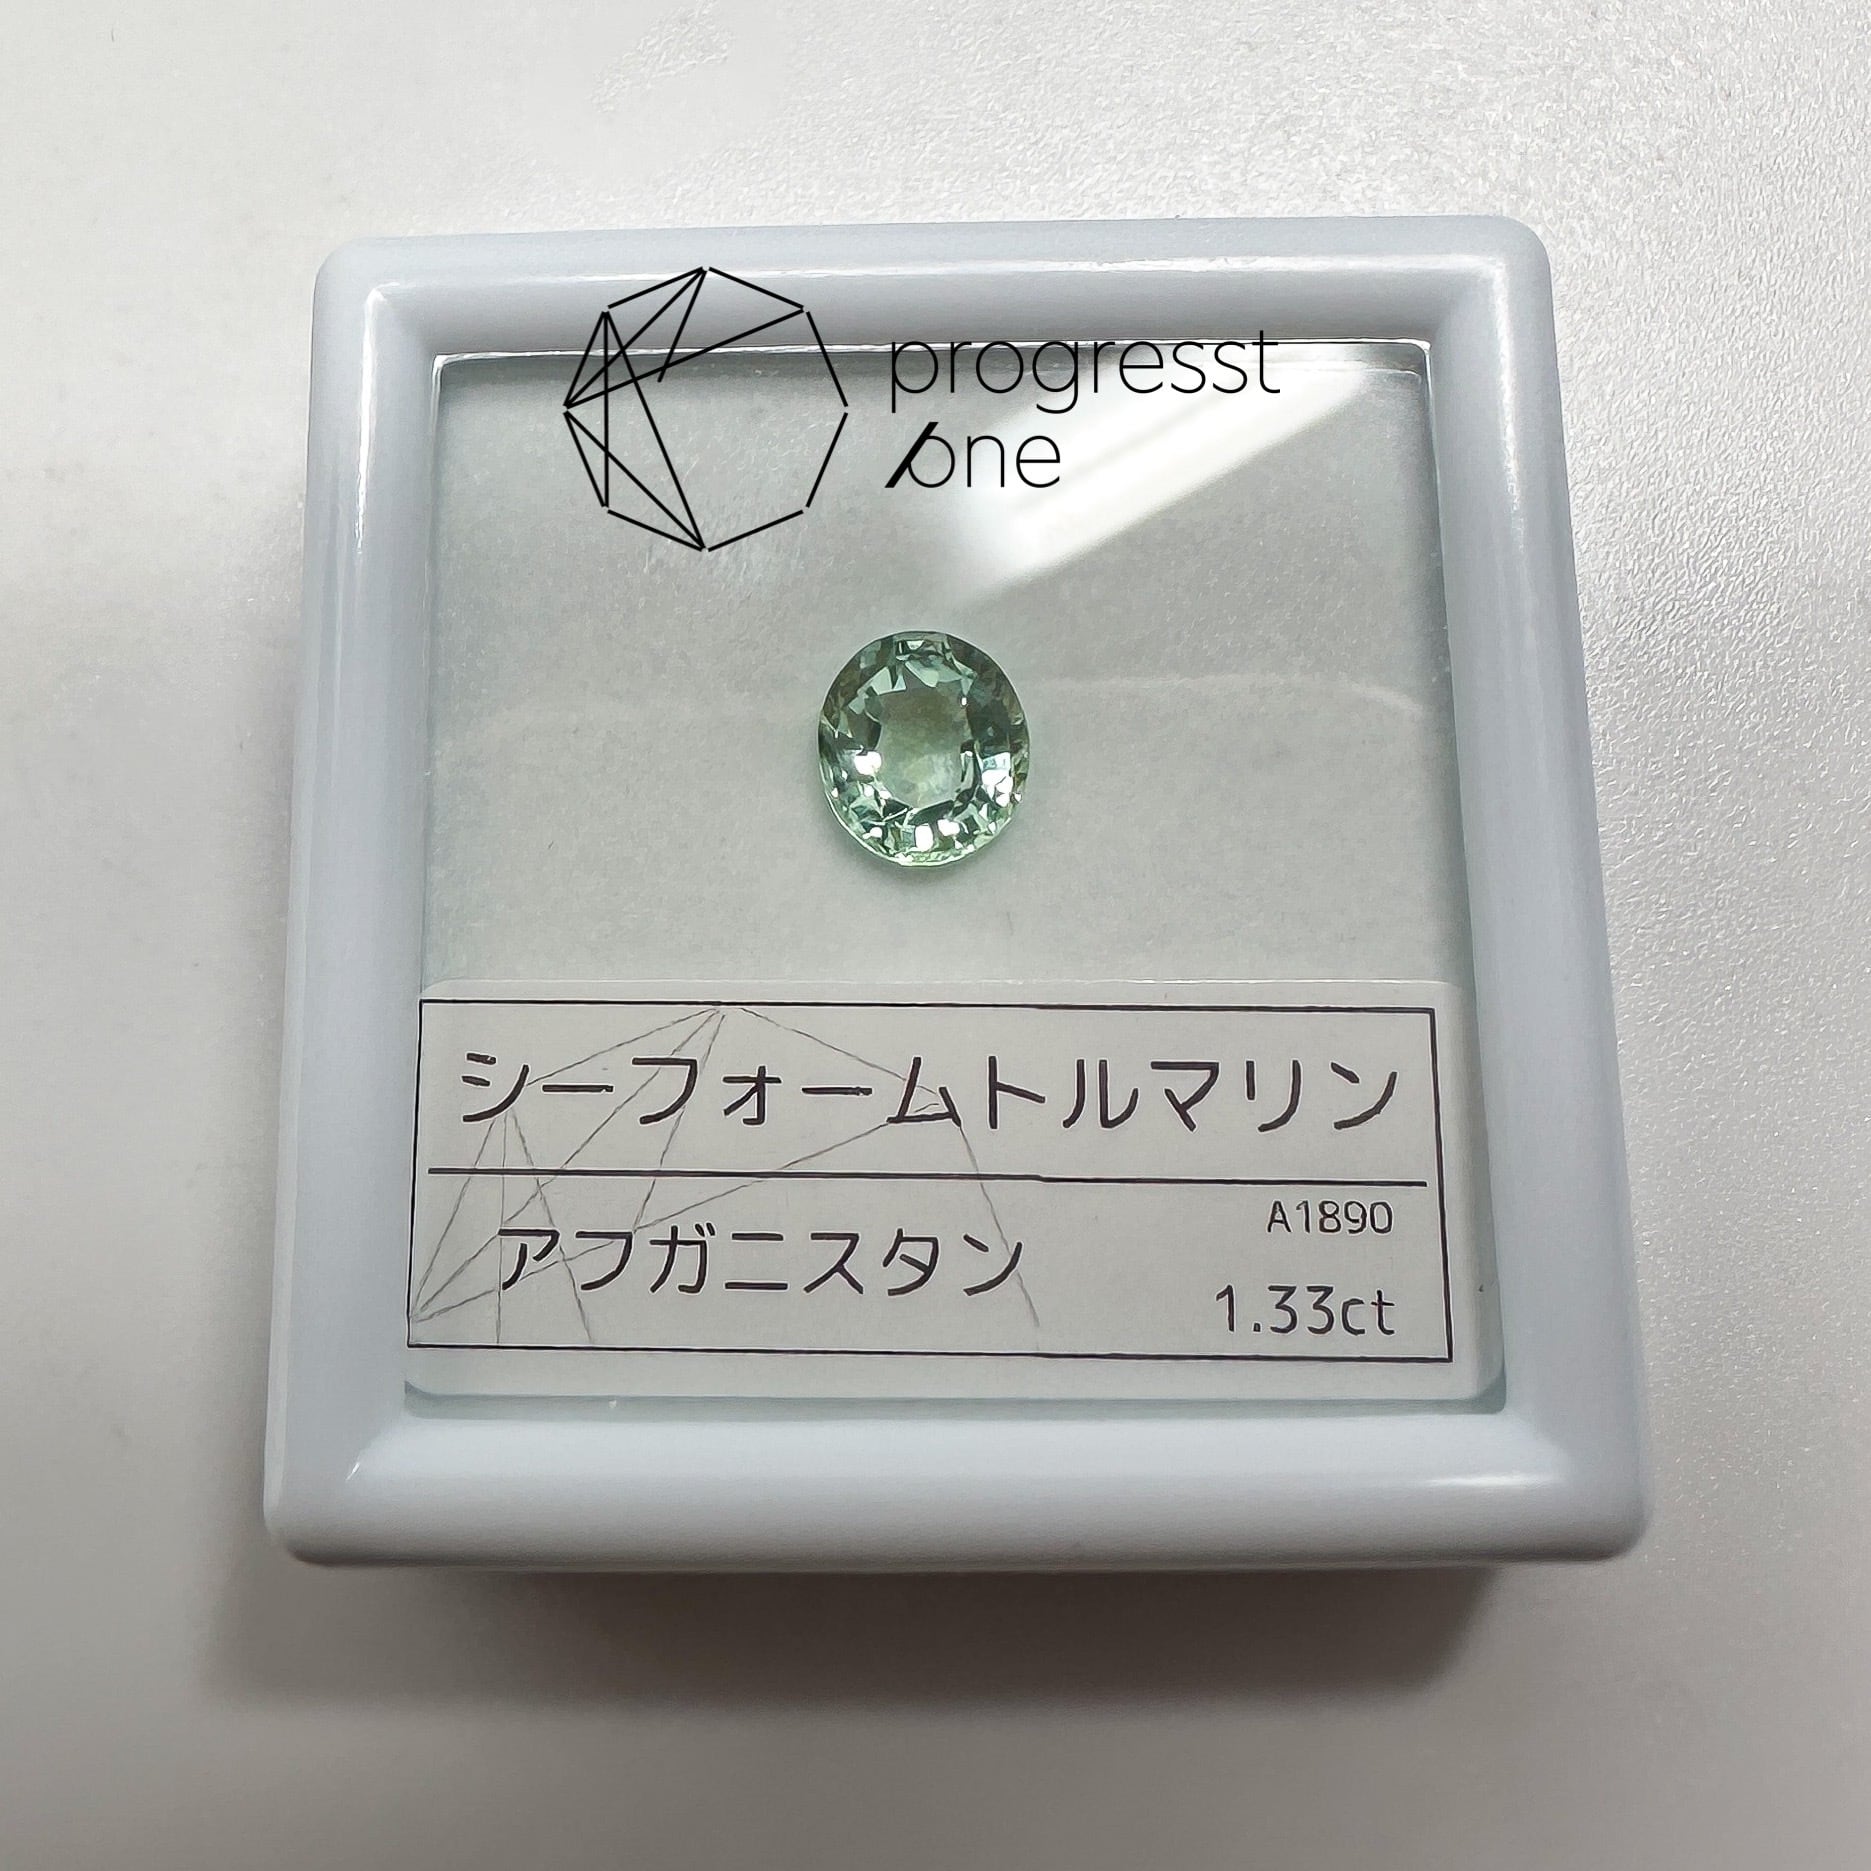 progresst
one
シーフォームトルマリン
アフガニスタン
A1890
1.33ct